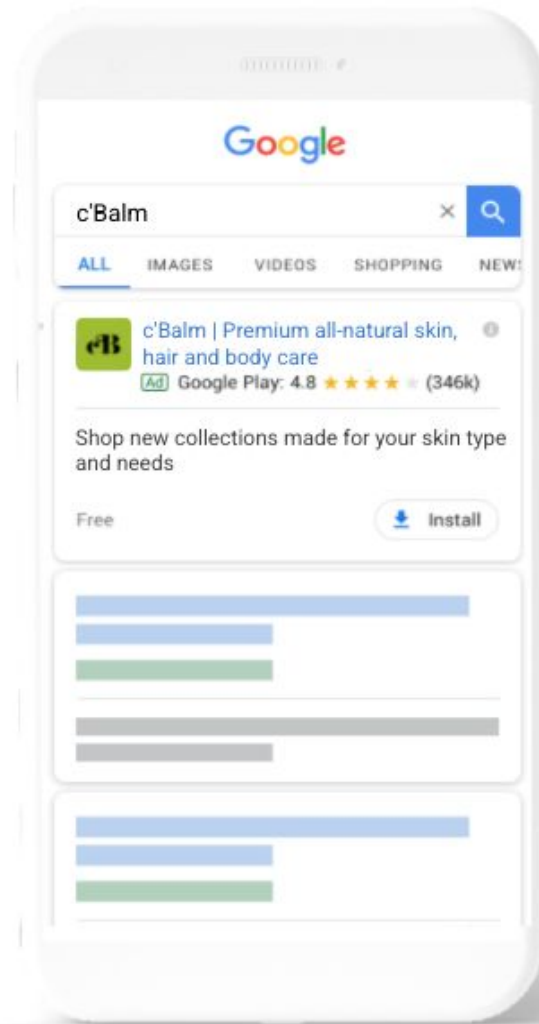 Google
c'Balm
ALL IMAGES VIDEOS SHOPPING NEWS
c'Balm | Premium all-natural skin,
hair and body care
Ad Google Play: 4.8 ★★★★★ (346k)
Shop new collections made for your skin type
and needs
Free Install